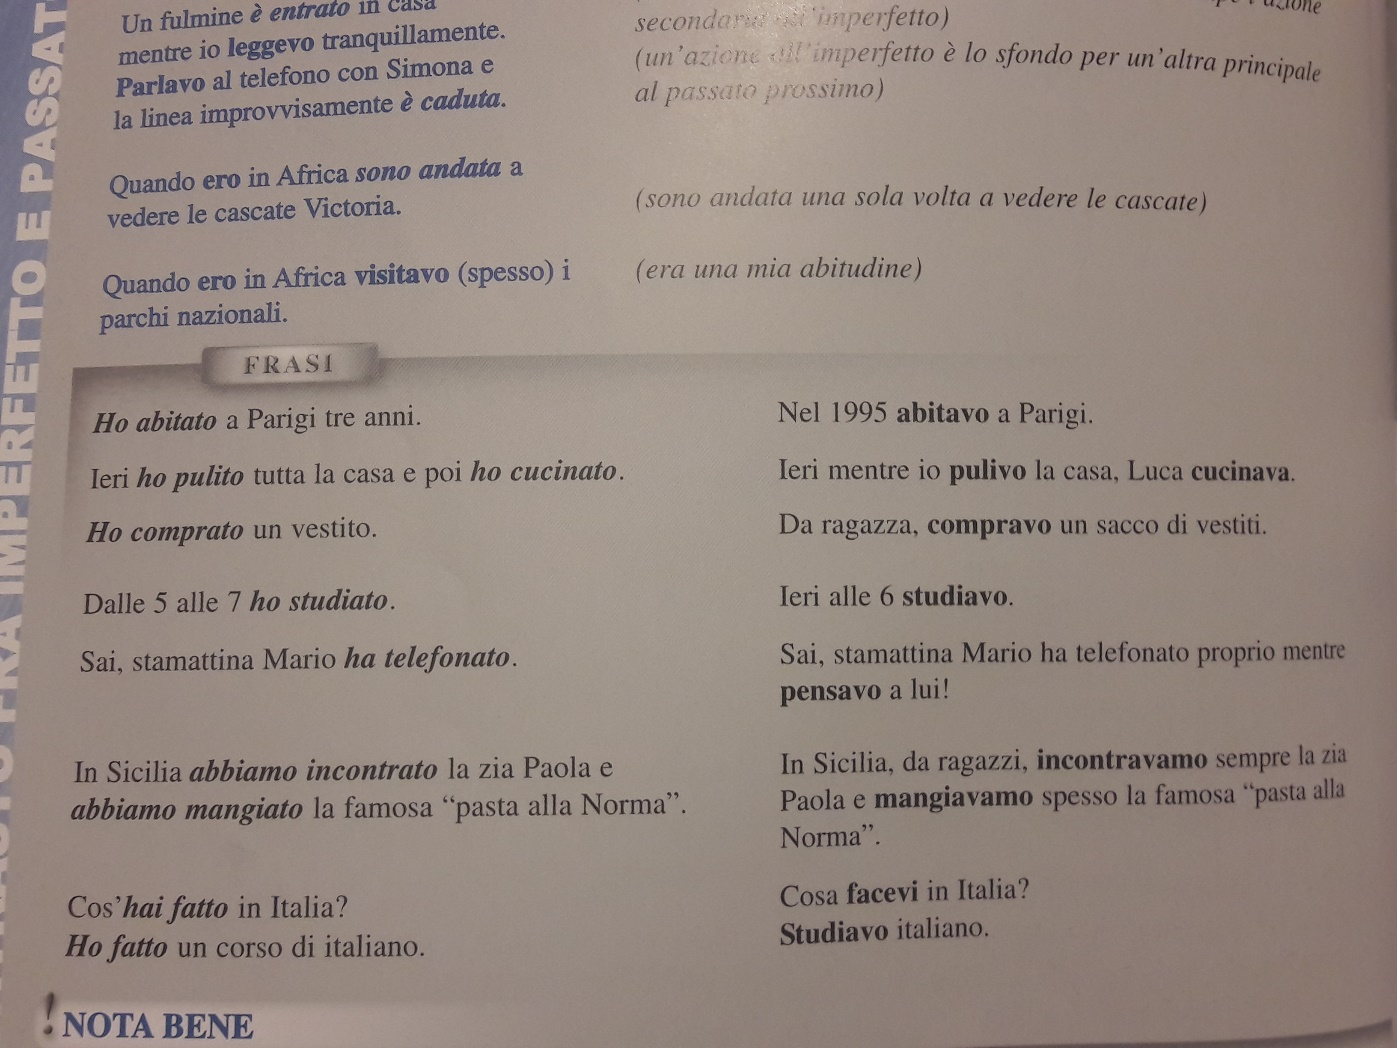 Un fulmine è entrato in casa
mentre io leggevo tranquillamente.
Parlavo al telefono con Simona e
la linea improvvisamente è caduta.
secondaria all'imperfetto)
(un'azione all'imperfetto è lo sfondo per un'altra principale
al passato prossimo)
Quando ero in Africa sono andata a
vedere le cascate Victoria.
(sono andata una sola volta a vedere le cascate)
Quando ero in Africa visitavo (spesso) i
parchi nazionali.
(era una mia abitudine)
FRASI
Ho abitato a Parigi tre anni.
Nel 1995 abitavo a Parigi.
Ieri ho pulito tutta la casa e poi ho cucinato.
Ieri mentre io pulivo la casa, Luca cucinava.
Ho comprato un vestito.
Da ragazza, compravo un sacco di vestiti.
Dalle 5 alle 7 ho studiato.
Ieri alle 6 studiavo.
Sai, stamattina Mario ha telefonato.
Sai, stamattina Mario ha telefonato proprio mentre
pensavo a lui!
In Sicilia abbiamo incontrato la zia Paola e
abbiamo mangiato la famosa “pasta alla Norma”.
In Sicilia, da ragazzi, incontravamo sempre la zia
Paola e mangiavamo spesso la famosa “pasta alla
Norma”.
Cos'hai fatto in Italia?
Ho fatto un corso di italiano.
Cosa facevi in Italia?
Studiavo italiano.
! NOTA BENE
FRA IMPERFETTO E PASSAT